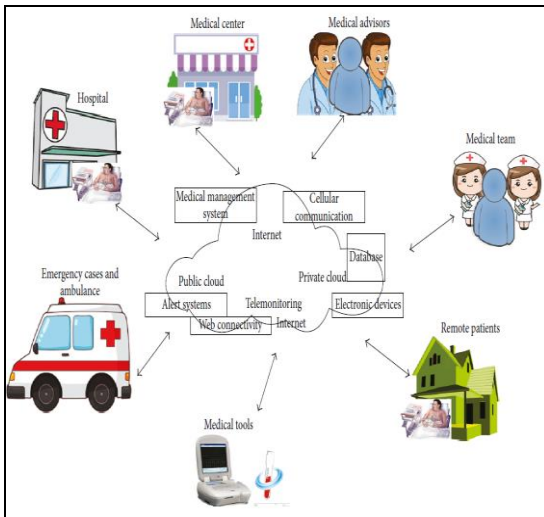 Medical center
Medical advisors
Hospital
Medical team
Medical management
system
Cellular
communication
Internet
Database
Public cloud
Private cloud
Emergency cases and
ambulance
Alert systems
Telemonitoring
Electronic devices
Web connectivity
Internet
Remote patients
Medical tools